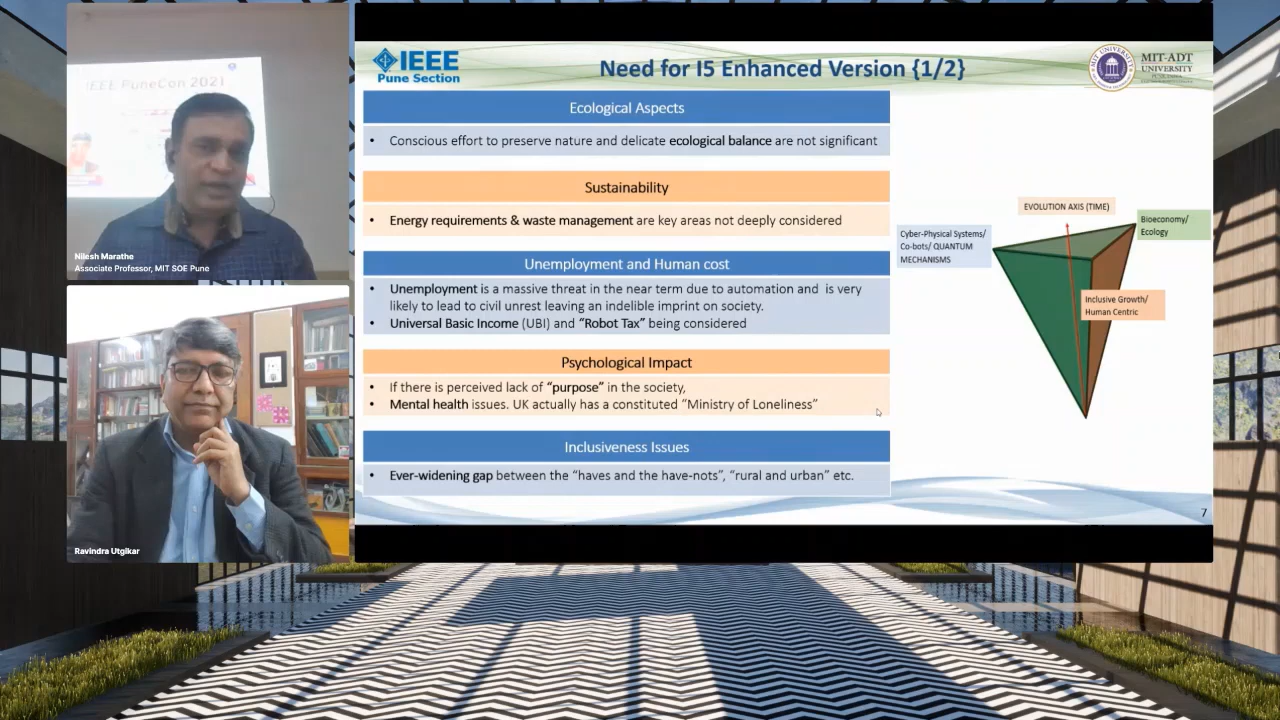 IEEE PuneCon 2021
Nilesh Marathe
Associate Professor, MIT SOE Pune
Ravindra Utgikar
IEEE
Pune Section
Need for I5 Enhanced Version {1/2}
MIT-ADT
UNIVERSITY
Ecological Aspects
• Conscious effort to preserve nature and delicate ecological balance are not significant
Sustainability
• Energy requirements & waste management are key areas not deeply considered
Unemployment and Human cost
• Unemployment is a massive threat in the near term due to automation and is very
likely to lead to civil unrest leaving an indelible imprint on society.
• Universal Basic Income (UBI) and “Robot Tax” being considered
Psychological Impact
• If there is perceived lack of “purpose” in the society,
• Mental health issues. UK actually has a constituted “Ministry of Loneliness”
Inclusiveness Issues
• Ever-widening gap between the “haves and the have-nots”, “rural and urban” etc.
EVOLUTION AXIS (TIME)
Cyber-Physical Systems/
Co-bots/ QUANTUM
MECHANISMS
Bioeconomy/
Ecology
Inclusive Growth/
Human Centric
7